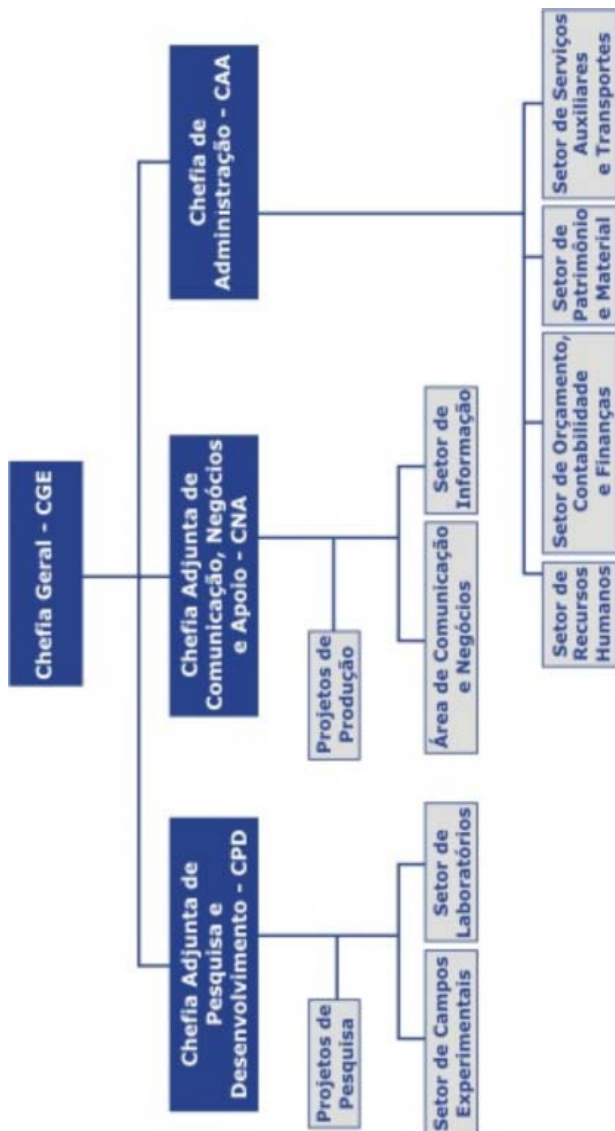 Chefia Geral – CGE
Chefia Adjunta de
Pesquisa e
Desenvolvimento – CPD
Chefia Adjunta de
Comunicação, Negócios
e Apoio – CNA
Chefia de
Administração – CAA
Projetos de
Pesquisa
Setor de Campos
Experimentais
Setor de
Laboratórios
Projetos de
Produção
Área de Comunicação
e Negócios
Setor de
Informação
Setor de
Recursos
Humanos
Setor de Orçamento,
Contabilidade
e Finanças
Setor de
Patrimônio
e Material
Setor de Serviços
Auxiliares
e Transportes